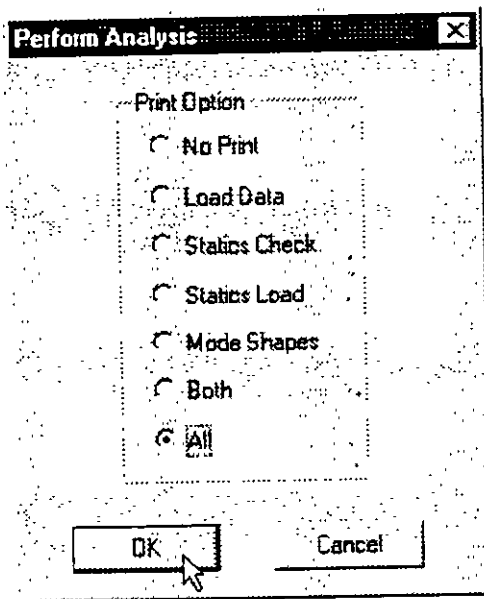 Perform Analysis
Print Option
No Print
Load Data
Statics Check
Statics Load
Mode Shapes
Both
All
OK
Cancel